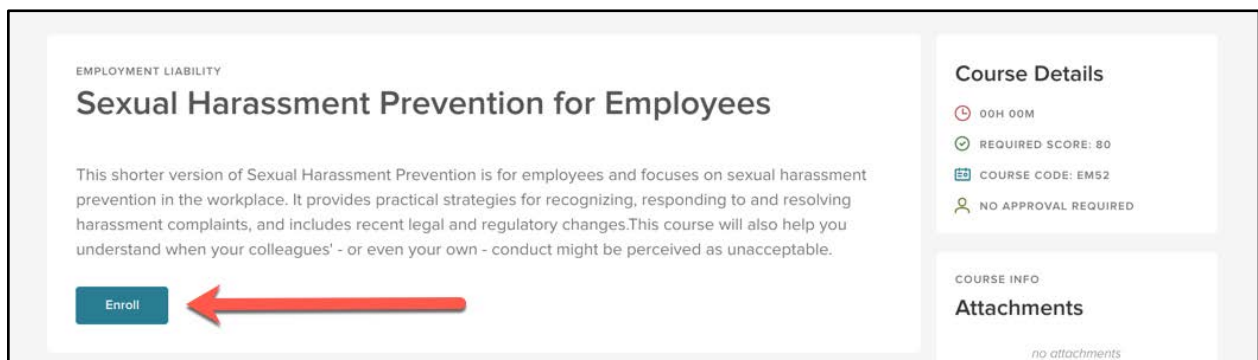 EMPLOYMENT LIABILITY
Sexual Harassment Prevention for Employees
This shorter version of Sexual Harassment Prevention is for employees and focuses on sexual harassment
prevention in the workplace. It provides practical strategies for recognizing, responding to and resolving
harassment complaints, and includes recent legal and regulatory changes.This course will also help you
understand when your colleagues' - or even your own - conduct might be perceived as unacceptable.
Enroll
Course Details
00H 00M
REQUIRED SCORE: 80
COURSE CODE: EM52
NO APPROVAL REQUIRED
COURSE INFO
Attachments
no attachments